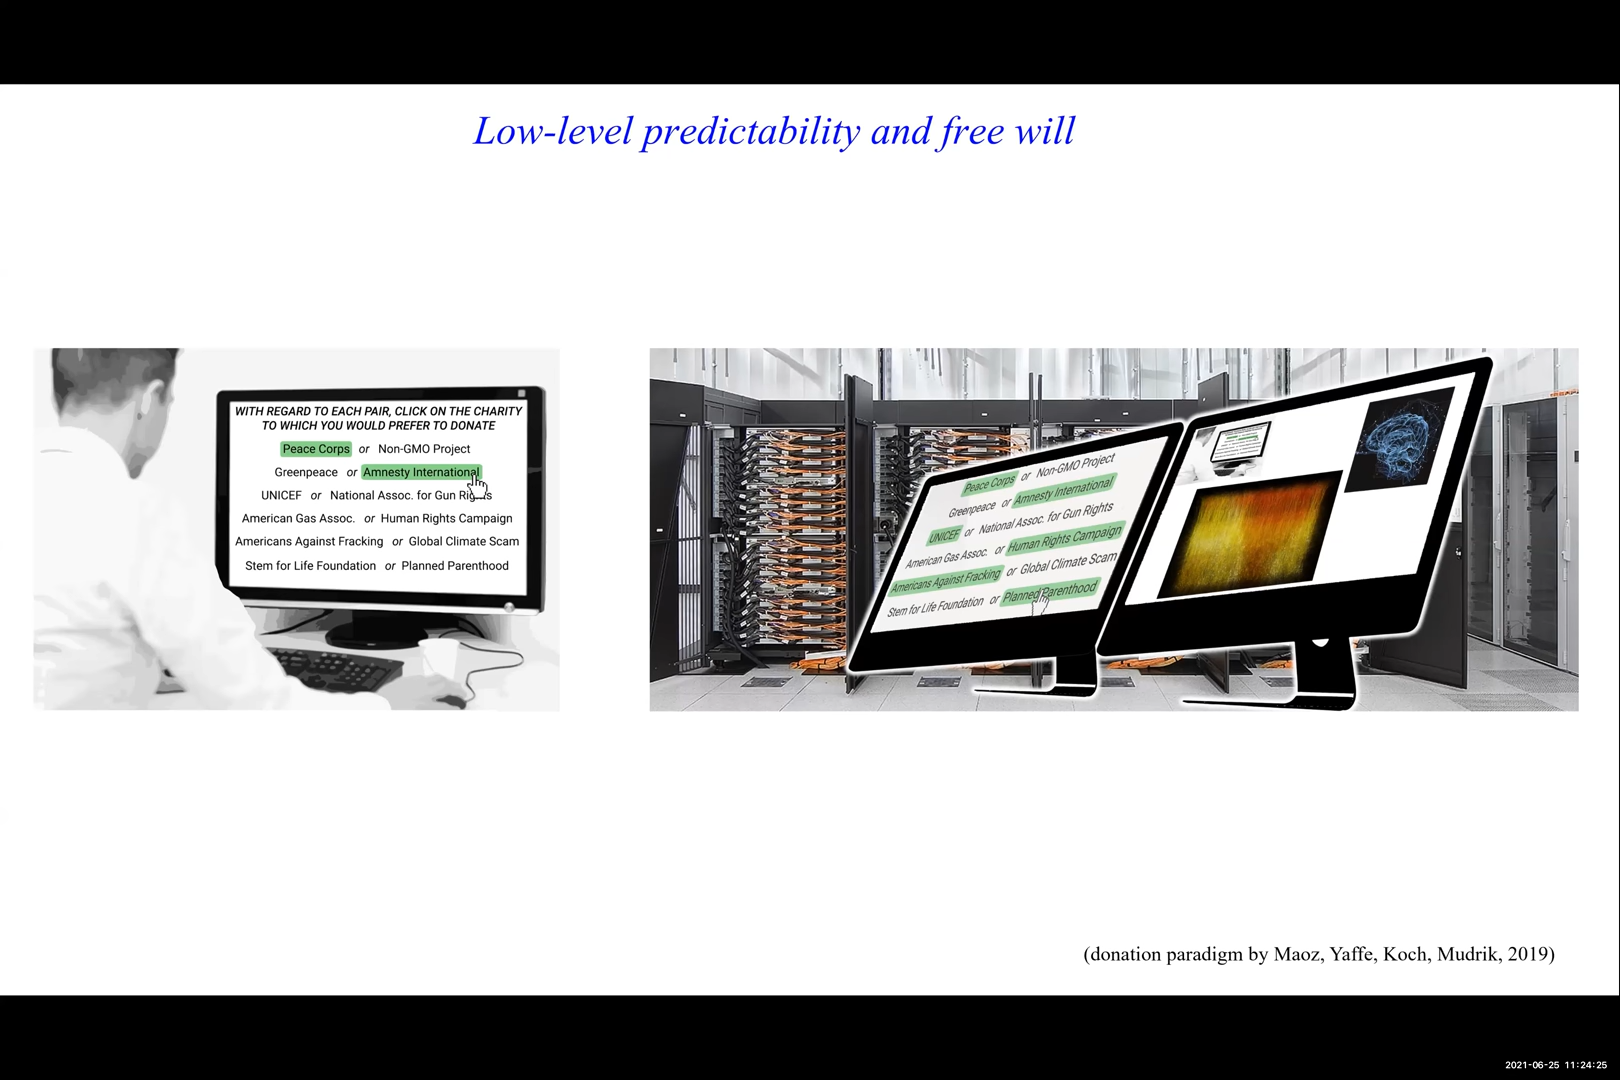 Low-level predictability and free will
WITH REGARD TO EACH PAIR, CLICK ON THE CHARITY
TO WHICH YOU WOULD PREFER TO DONATE
Peace Corps or Non-GMO Project
Greenpeace or Amnesty International
UNICEF or National Assoc. for Gun Rights
American Gas Assoc. or Human Rights Campaign
Americans Against Fracking or Global Climate Scam
Stem for Life Foundation or Planned Parenthood
Peace Corps or Non-GMO Project
Greenpeace or Amnesty International
UNICEF or National Assoc. for Gun Rights
American Gas Assoc. or Human Rights Campaign
Americans Against Fracking or Global Climate Scam
Stem for Life Foundation or Planned Parenthood
(donation paradigm by Maoz, Yaffe, Koch, Mudrik, 2019)
2021-06-25 11:24:25